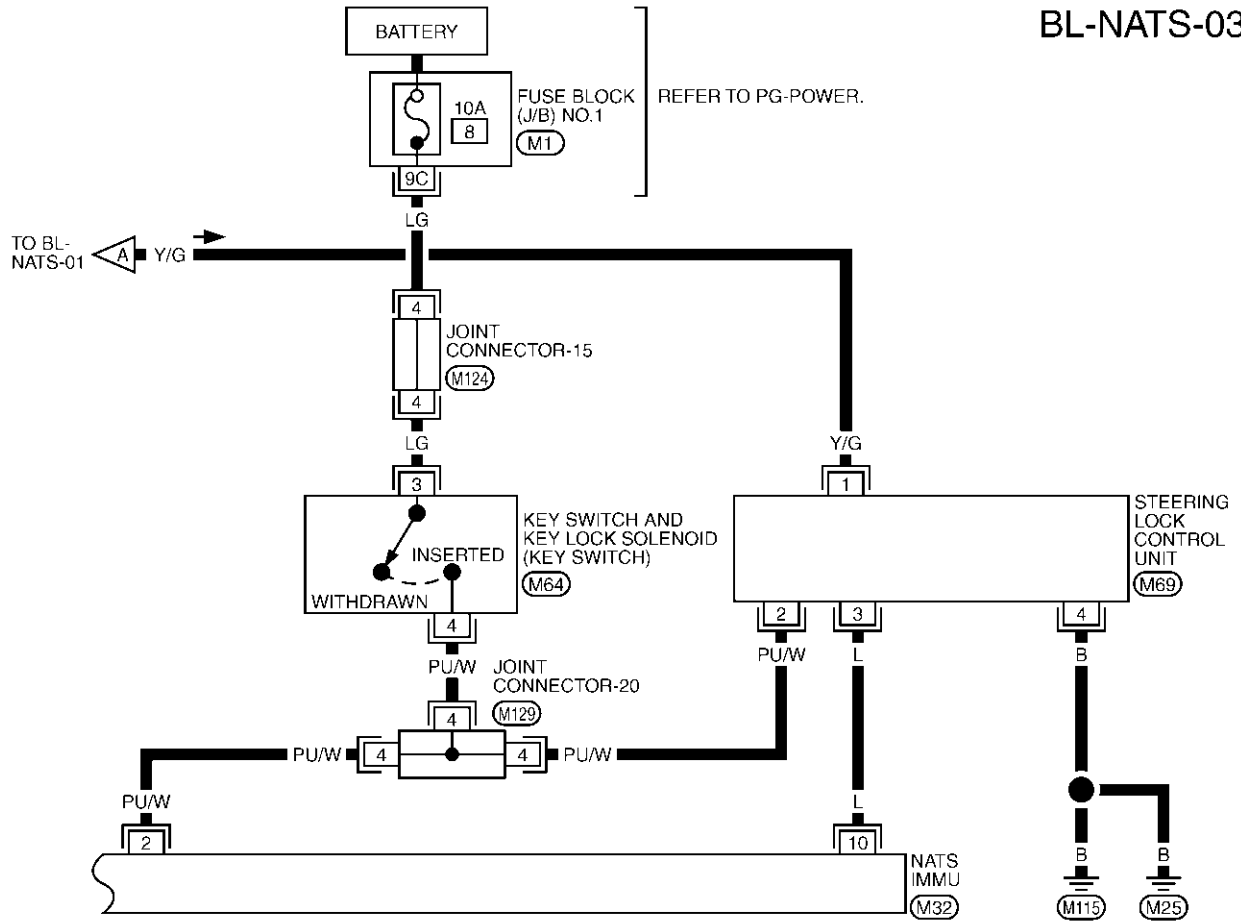 BL-NATS-03
BATTERY
10A
8
FUSE BLOCK
(J/B) NO.1
M1
REFER TO PG-POWER.
9C
LG
TO BL-
NATS-01
A
Y/G
4
JOINT
CONNECTOR-15
M124
4
LG
Y/G
3
1
KEY SWITCH AND
KEY LOCK SOLENOID
(KEY SWITCH)
M64
INSERTED
WITHDRAWN
STEERING
LOCK
CONTROL
UNIT
M69
4
2
3
4
PU/W
JOINT
CONNECTOR-20
M129
PU/W
L
B
4
PU/W
4
4
PU/W
PU/W
L
2
10
B
B
NATS
IMMU
M32
M115
M25